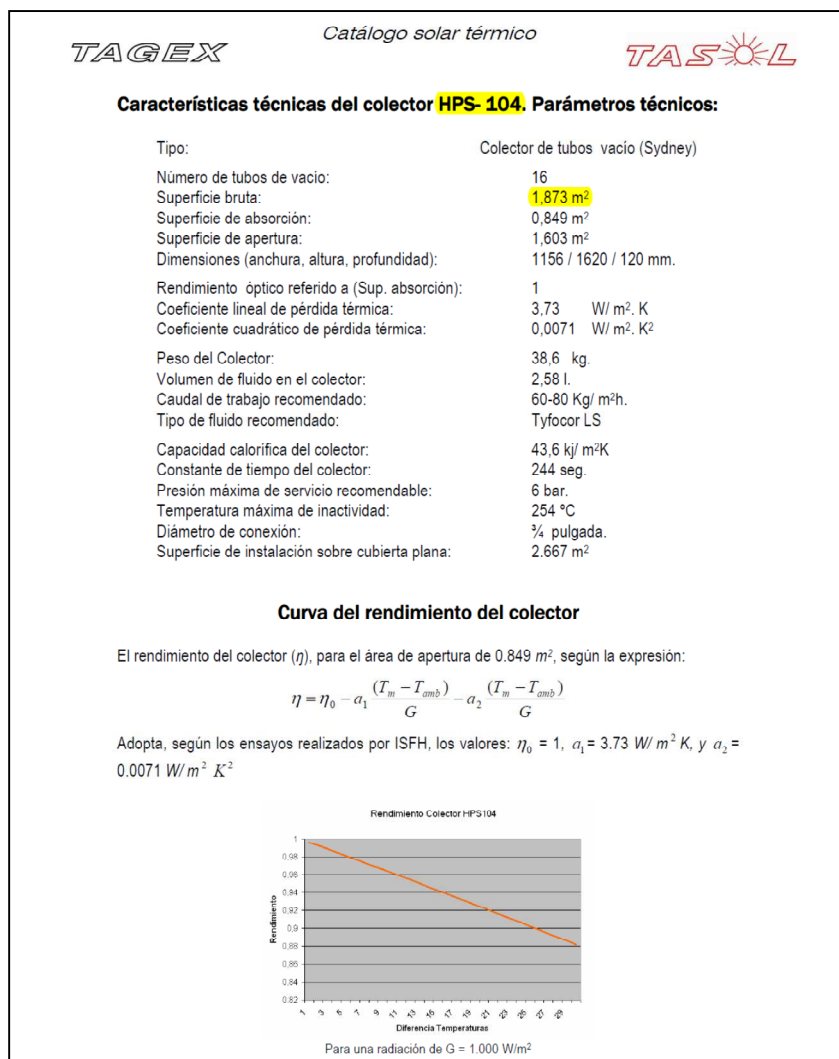 Catálogo solar térmico
TAGEX
TASOL
Características técnicas del colector HPS- 104. Parámetros técnicos:
Tipo: Colector de tubos vacío (Sydney)
Número de tubos de vacio: 16
Superficie bruta: 1,873 m²
Superficie de absorción: 0,849 m²
Superficie de apertura: 1,603 m²
Dimensiones (anchura, altura, profundidad): 1156 / 1620 / 120 mm.
Rendimiento óptico referido a (Sup. absorción): 1
Coeficiente lineal de pérdida térmica: 3,73 W/ m². K
Coeficiente cuadrático de pérdida térmica: 0,0071 W/ m². K²
Peso del Colector: 38,6 kg.
Volumen de fluido en el colector: 2,58 l.
Caudal de trabajo recomendado: 60-80 Kg/ m²h.
Tipo de fluido recomendado: Tyfocor LS
Capacidad calorifica del colector: 43,6 kj/ m²K
Constante de tiempo del colector: 244 seg.
Presión máxima de servicio recomendable: 6 bar.
Temperatura máxima de inactividad: 254 °C
Diámetro de conexión: ¾ pulgada.
Superficie de instalación sobre cubierta plana: 2.667 m²
Curva del rendimiento del colector
El rendimiento del colector (η), para el área de apertura de 0.849 m², según la expresión:
η = η₀ − a₁ (Tₘ − Tamb) / G − a₂ (Tₘ − Tamb) / G
Adopta, según los ensayos realizados por ISFH, los valores: η₀ = 1, a₁ = 3.73 W/ m² K, y a₂ =
0.0071 W/ m² K²
Rendimiento Colector HPS104
1
0,98
0,96
0,94
0,92
0,9
0,88
0,86
0,84
0,82
Rendimiento
1 3 5 7 9 11 13 15 17 19 21 23 25 27 29
Diferencia Temperaturas
Para una radiación de G = 1.000 W/m²